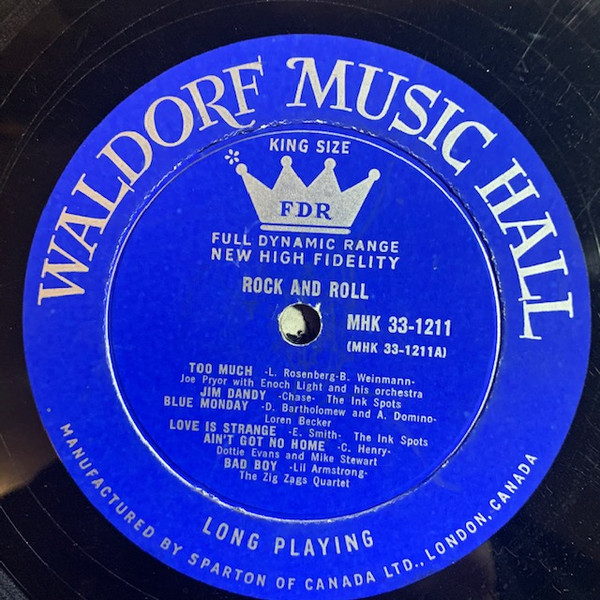 WALDORF MUSIC HALL
KING SIZE
FDR
FULL DYNAMIC RANGE
NEW HIGH FIDELITY
ROCK AND ROLL
MHK 33-1211
(MHK 33-1211A)
TOO MUCH -L. Rosenberg-B. Weinmann-
Joe Pryor with Enoch Light and his orchestra
JIM DANDY -Chase- The Ink Spots
BLUE MONDAY -D. Bartholomew and A. Domino-
Loren Becker
LOVE IS STRANGE -E. Smith- The Ink Spots
AIN'T GOT NO HOME -C. Henry-
Dottie Evans and Mike Stewart
BAD BOY -Lil Armstrong-
The Zig Zags Quartet
LONG PLAYING
MANUFACTURED BY SPARTON OF CANADA LTD., LONDON, CANADA